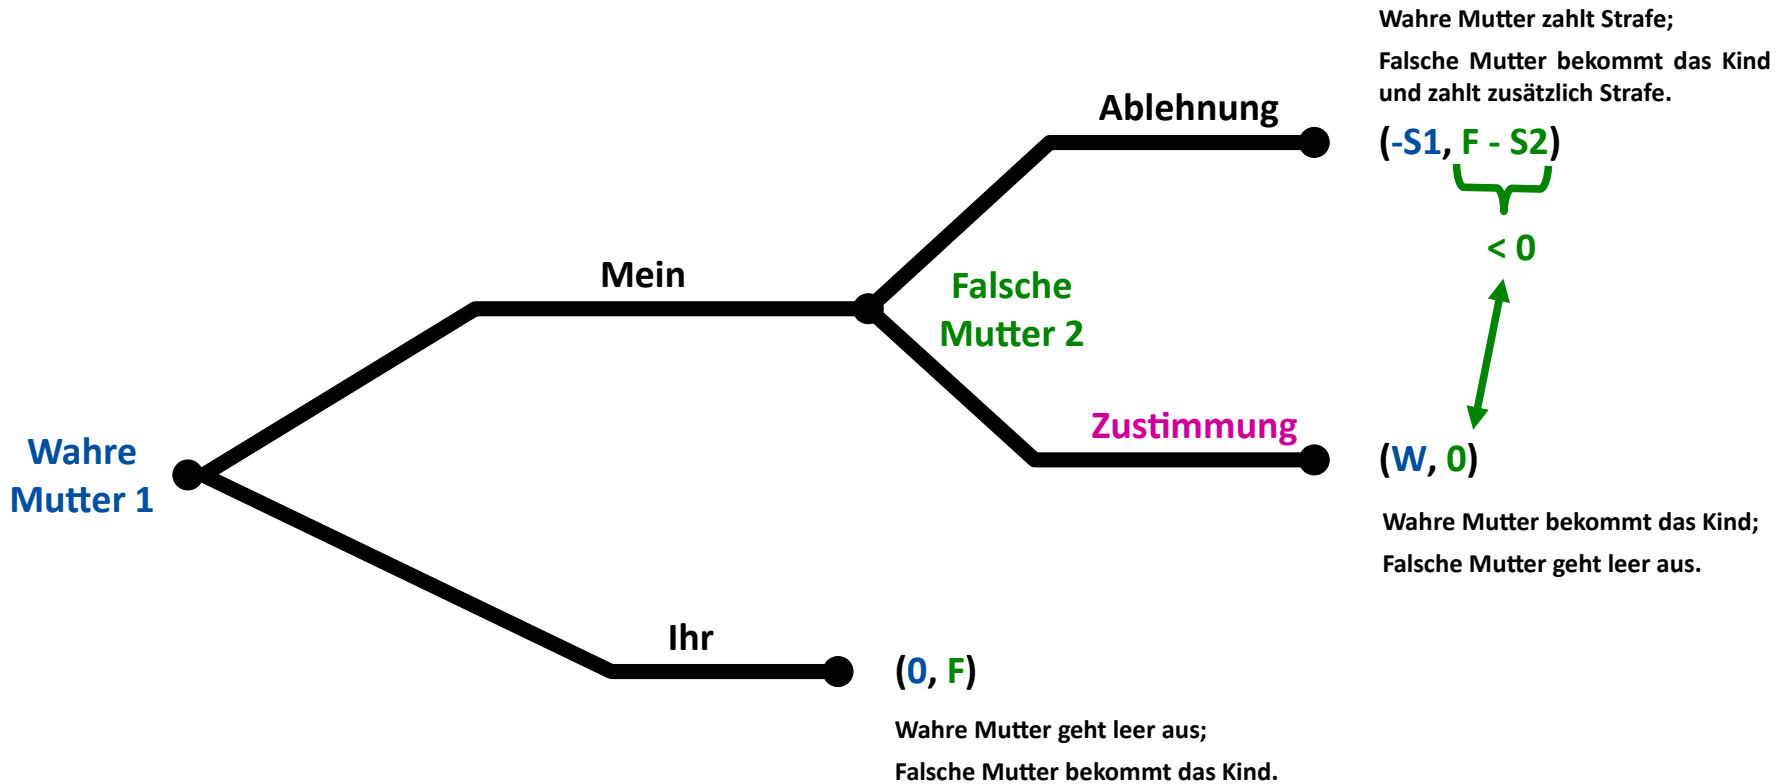 Wahre Mutter zahlt Strafe;
Falsche Mutter bekommt das Kind
und zahlt zusätzlich Strafe.
Ablehnung
(-S1, F - S2)
< 0
Mein
Falsche
Mutter 2
Zustimmung
(W, 0)
Wahre
Mutter 1
Wahre Mutter bekommt das Kind;
Falsche Mutter geht leer aus.
Ihr
(0, F)
Wahre Mutter geht leer aus;
Falsche Mutter bekommt das Kind.